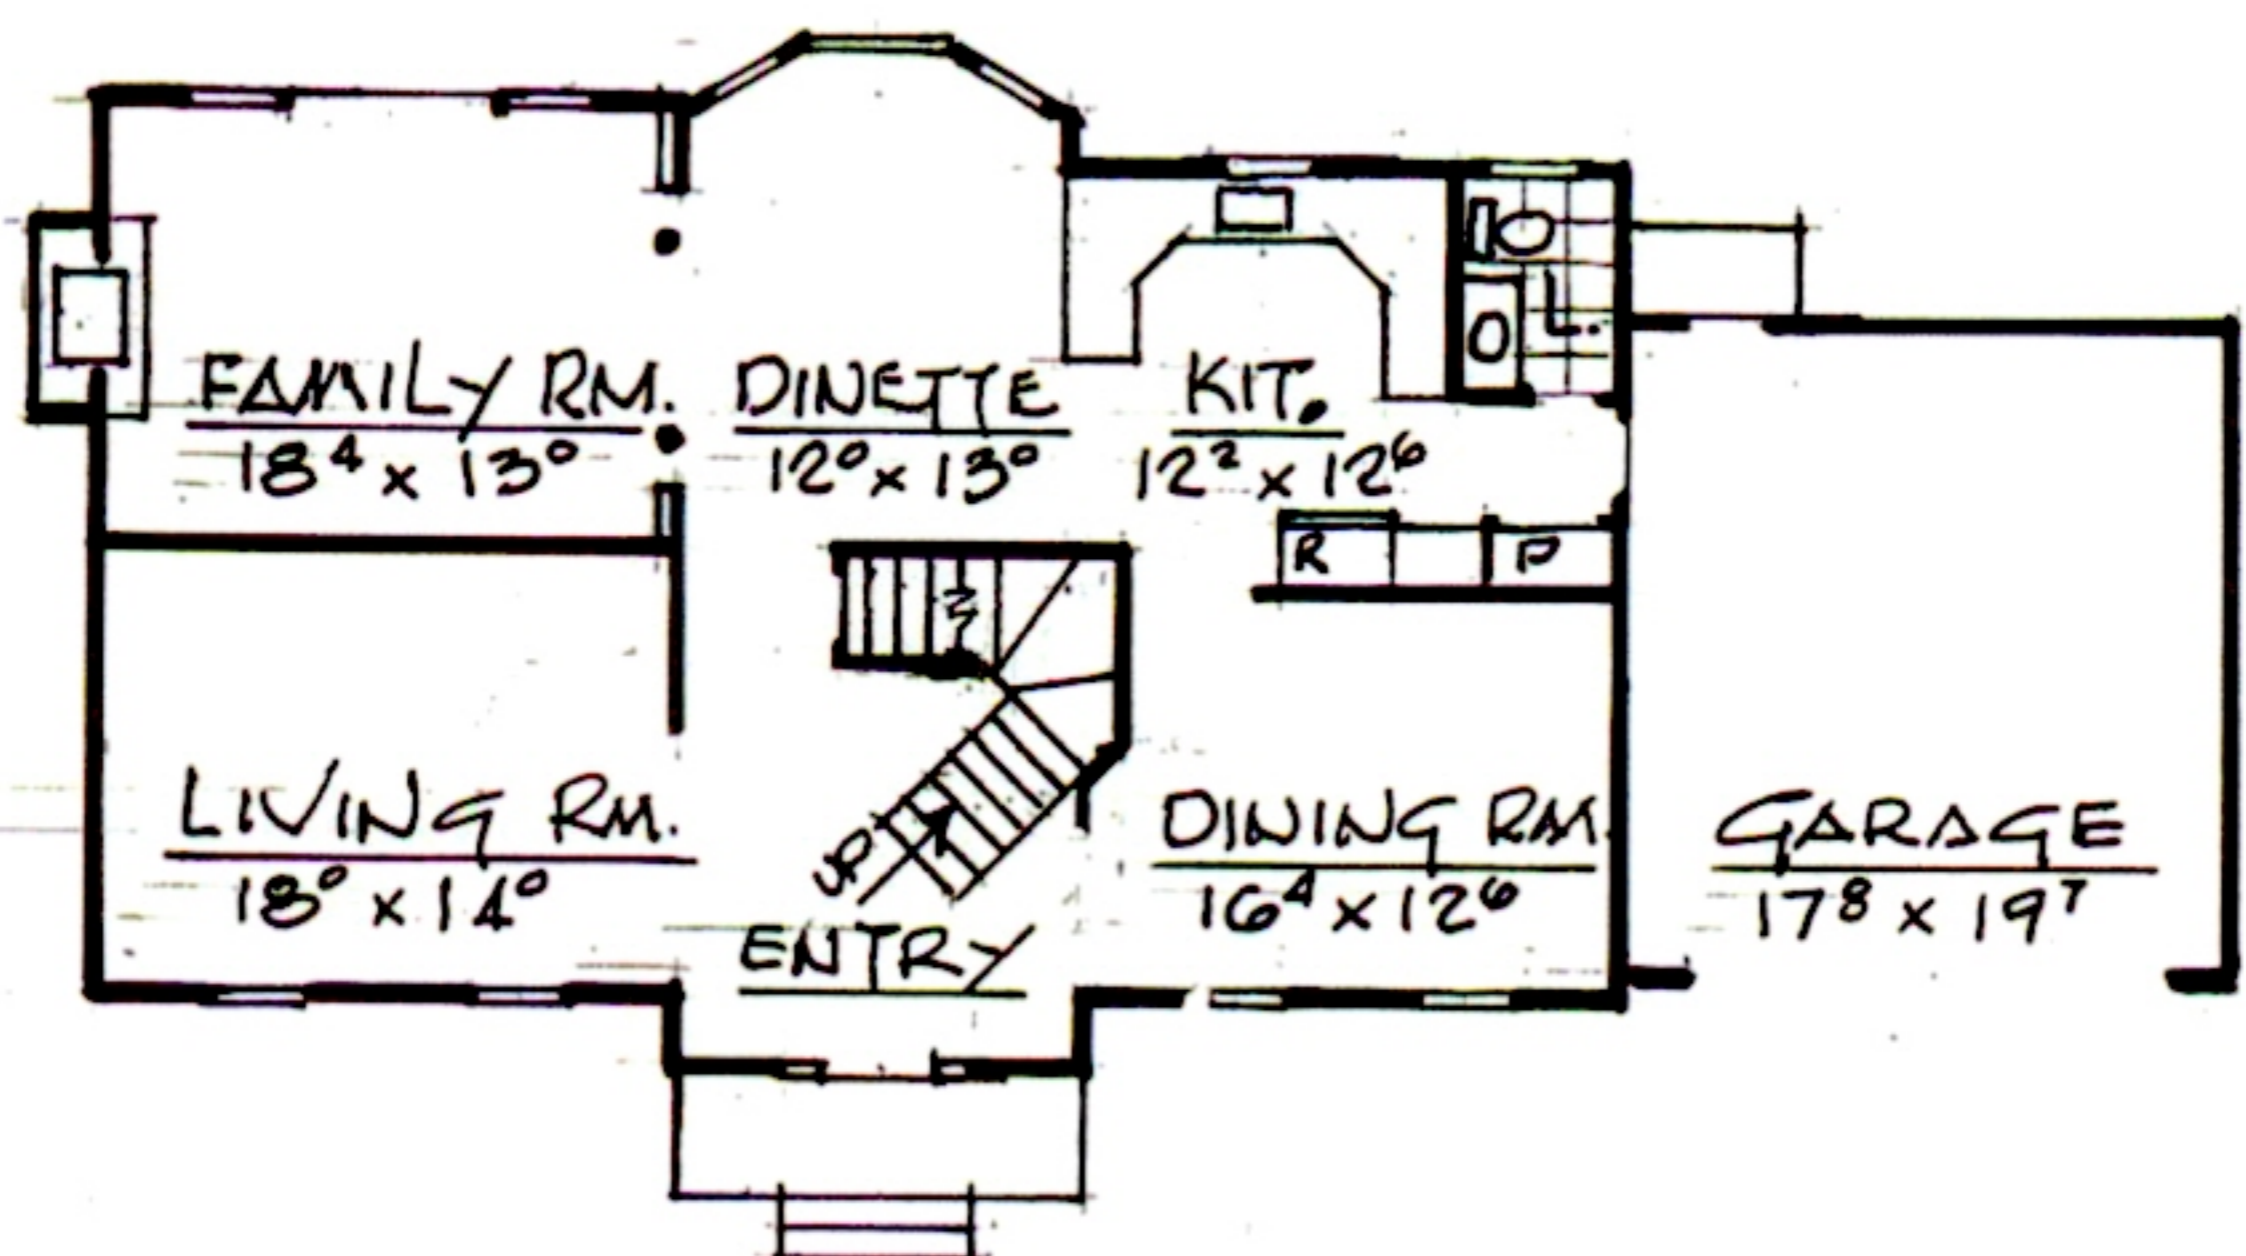 FAMILY RM.
18⁴ x 13⁰
DINETTE
12⁰ x 13⁰
KIT.
12² x 12⁶
R
P
UP
LIVING RM.
18⁰ x 14⁰
ENTRY
DINING RM.
16⁴ x 12⁶
GARAGE
17⁸ x 19⁷